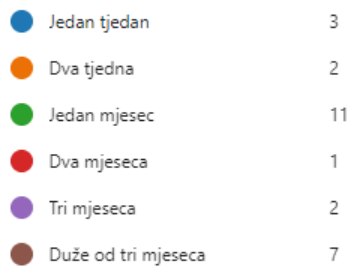 Jedan tjedan 3
Dva tjedna 2
Jedan mjesec 11
Dva mjeseca 1
Tri mjeseca 2
Duže od tri mjeseca 7